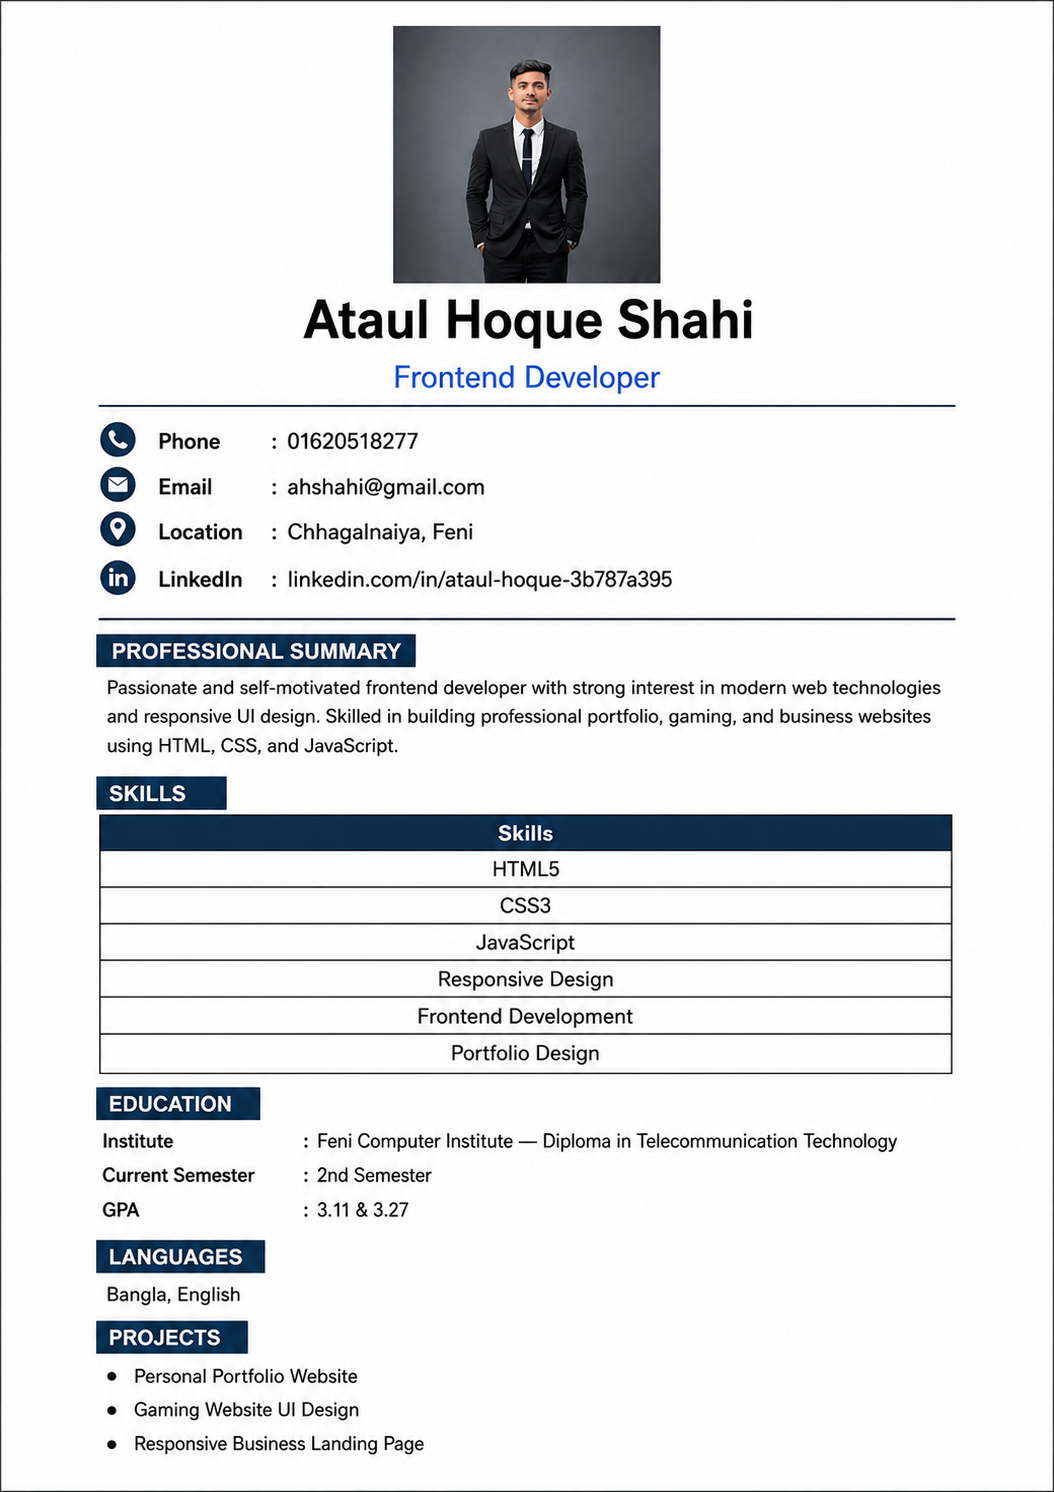 Ataul Hoque Shahi
Frontend Developer
Phone : 01620518277
Email : ahshahi@gmail.com
Location : Chhagalnaiya, Feni
in LinkedIn : linkedin.com/in/ataul-hoque-3b787a395
PROFESSIONAL SUMMARY
Passionate and self-motivated frontend developer with strong interest in modern web technologies
and responsive UI design. Skilled in building professional portfolio, gaming, and business websites
using HTML, CSS, and JavaScript.
SKILLS
Skills
HTML5
CSS3
JavaScript
Responsive Design
Frontend Development
Portfolio Design
EDUCATION
Institute : Feni Computer Institute — Diploma in Telecommunication Technology
Current Semester : 2nd Semester
GPA : 3.11 & 3.27
LANGUAGES
Bangla, English
PROJECTS
● Personal Portfolio Website
● Gaming Website UI Design
● Responsive Business Landing Page